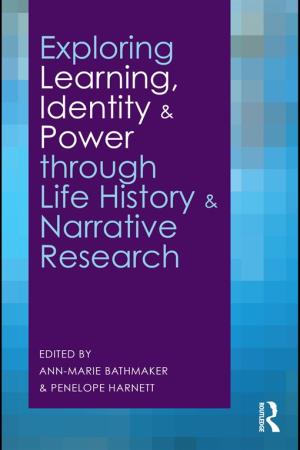 Exploring
Learning,
Identity &
Power
through
Life History &
Narrative
Research
EDITED BY
ANN-MARIE BATHMAKER
& PENELOPE HARNETT
ROUTLEDGE